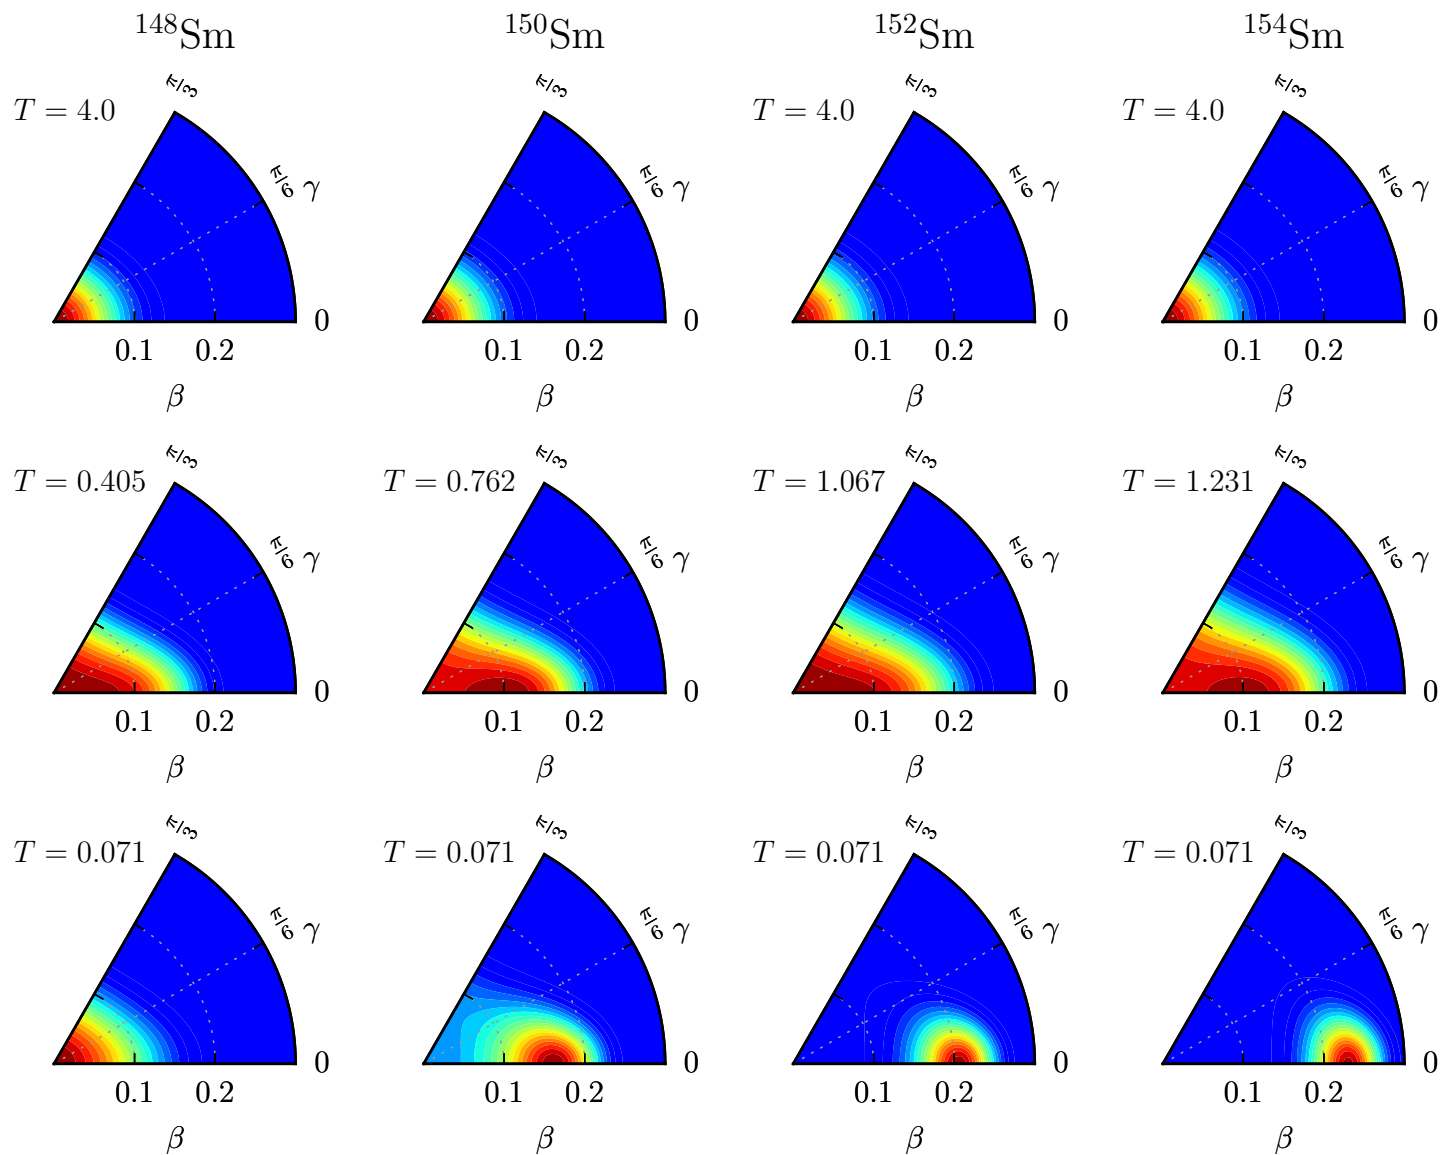 ¹⁴⁸Sm ¹⁵⁰Sm ¹⁵²Sm ¹⁵⁴Sm
π/3 π/3 π/3 π/3
T = 4.0 T = 4.0 T = 4.0
π/6 γ π/6 γ π/6 γ π/6 γ
0 0 0 0
0.1 0.2 0.1 0.2 0.1 0.2 0.1 0.2
β β β β
π/3 π/3 π/3 π/3
T = 0.405 T = 0.762 T = 1.067 T = 1.231
π/6 γ π/6 γ π/6 γ π/6 γ
0 0 0 0
0.1 0.2 0.1 0.2 0.1 0.2 0.1 0.2
β β β β
π/3 π/3 π/3 π/3
T = 0.071 T = 0.071 T = 0.071 T = 0.071
π/6 γ π/6 γ π/6 γ π/6 γ
0 0 0 0
0.1 0.2 0.1 0.2 0.1 0.2 0.1 0.2
β β β β